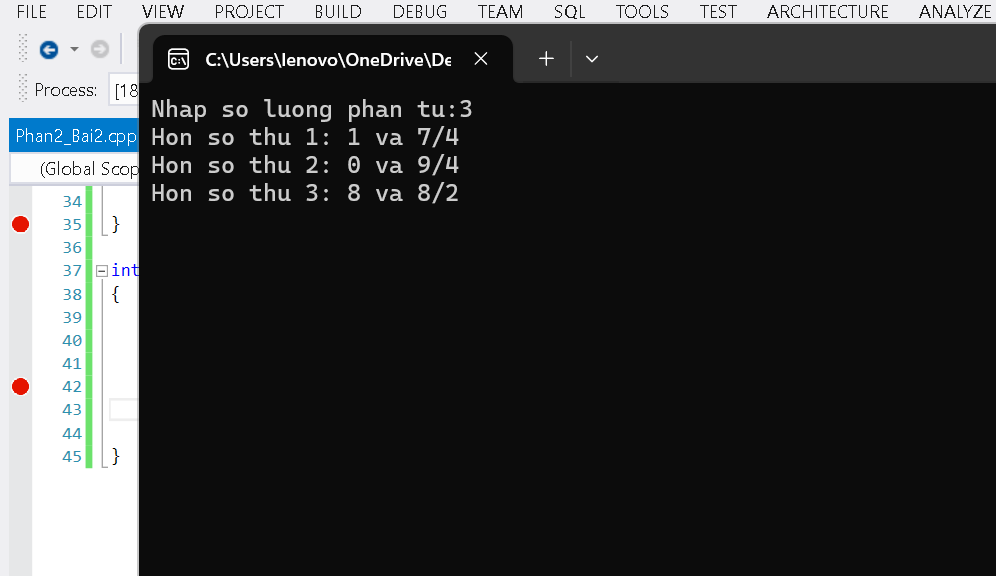 FILE EDIT VIEW PROJECT BUILD DEBUG TEAM SQL TOOLS TEST ARCHITECTURE ANALYZE
C:\Users\lenovo\OneDrive\De
Process: [18
Phan2_Bai2.cpp
(Global Scop
Nhap so luong phan tu:3
Hon so thu 1: 1 va 7/4
Hon so thu 2: 0 va 9/4
Hon so thu 3: 8 va 8/2
34
35 }
36
37 int
38 {
39
40
41
42
43
44
45 }